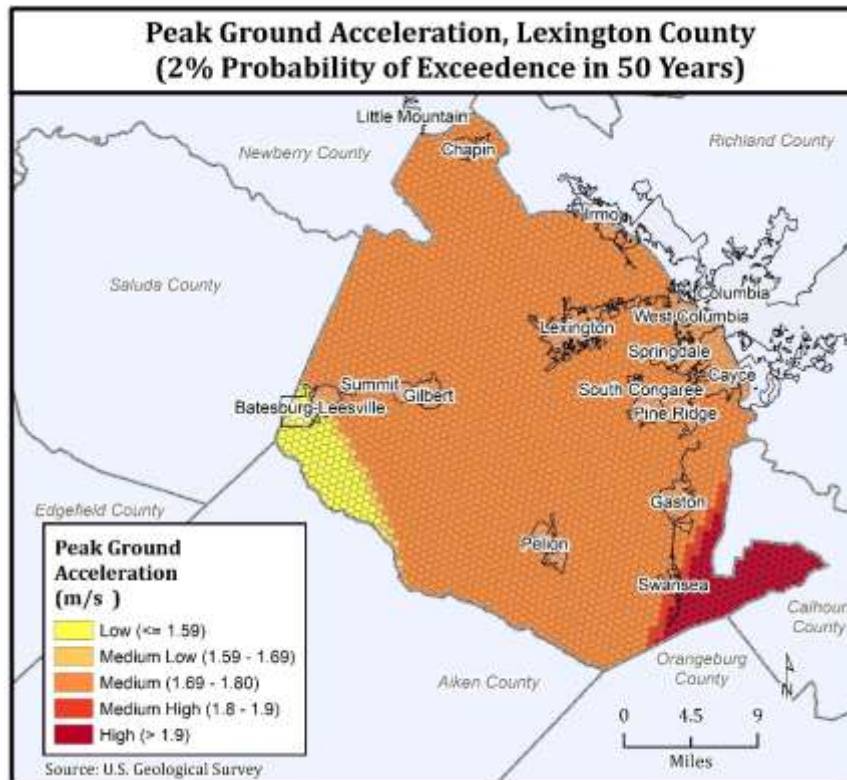 Peak Ground Acceleration, Lexington County
(2% Probability of Exceedence in 50 Years)
Little Mountain
Newberry County
Chapin
Richland County
Irmo
Saluda County
Columbia
West Columbia
Lexington
Springdale
Cayce
Summit
South Congaree
Gilbert
Batesburg-Leesville
Pine Ridge
Edgefield County
Gaston
Pelion
Swansea
Calhoun
County
Orangeburg
County
Aiken County
N
Peak Ground
Acceleration
(m/s )
Low (<= 1.59)
Medium Low (1.59 - 1.69)
Medium (1.69 - 1.80)
Medium High (1.8 - 1.9)
High (> 1.9)
0 4.5 9
Miles
Source: U.S. Geological Survey